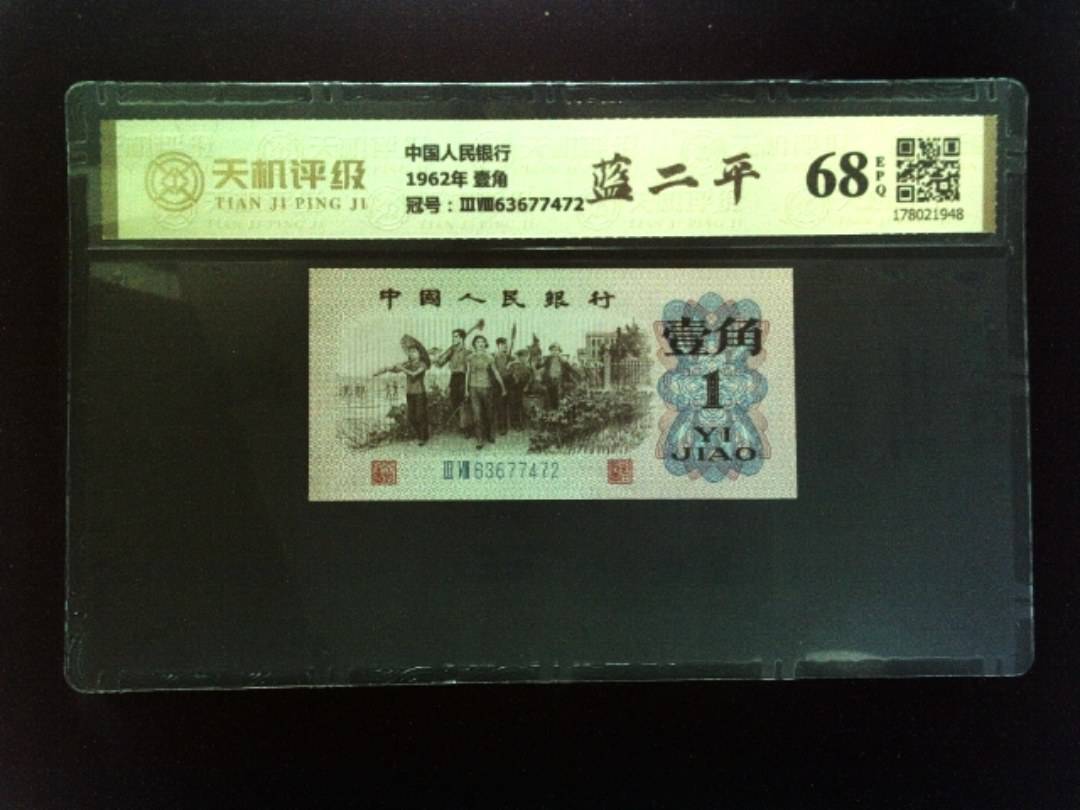 天机评级
TIAN JI PING JI
中国人民银行
1962年 壹角
冠号：ⅢⅧ63677472
蓝二平
68
EPQ
178021948
中國人民銀行
壹角
1
YI
JIAO
ⅢⅧ63677472